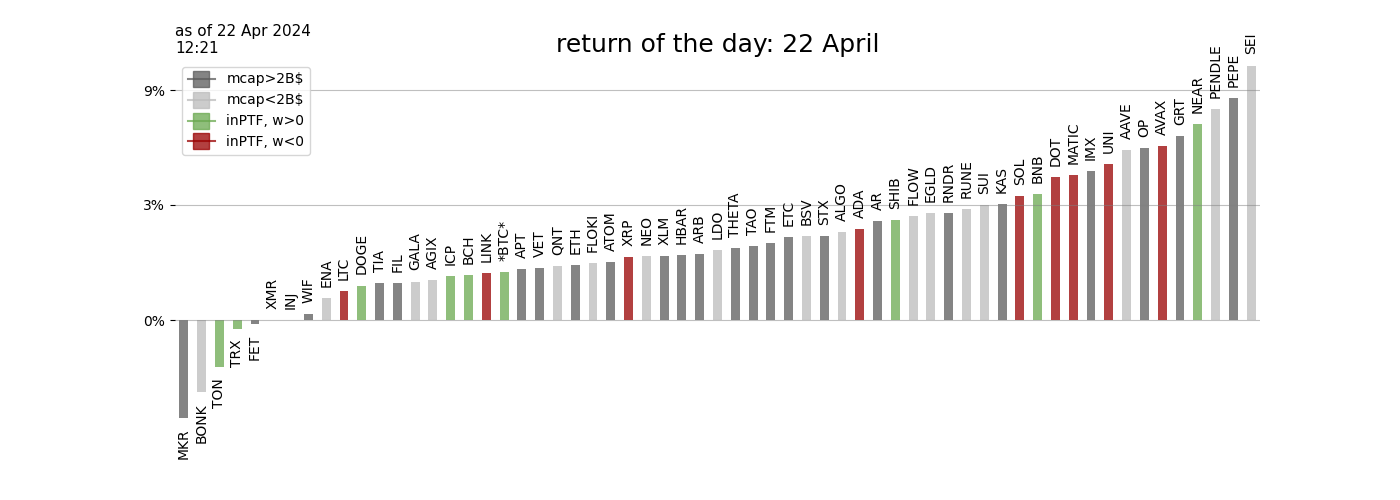 as of 22 Apr 2024
12:21
return of the day: 22 April
mcap>2B$
mcap<2B$
inPTF, w>0
inPTF, w<0
9%
3%
0%
MKR
BONK
TON
TRX
FET
XMR
INJ
WIF
ENA
LTC
DOGE
TIA
FIL
GALA
AGIX
ICP
BCH
LINK
*BTC*
APT
VET
QNT
ETH
FLOKI
ATOM
XRP
NEO
XLM
HBAR
ARB
LDO
THETA
TAO
FTM
ETC
BSV
STX
ALGO
ADA
AR
SHIB
FLOW
EGLD
RNDR
RUNE
SUI
KAS
SOL
BNB
DOT
MATIC
IMX
UNI
AAVE
OP
AVAX
GRT
NEAR
PENDLE
PEPE
SEI